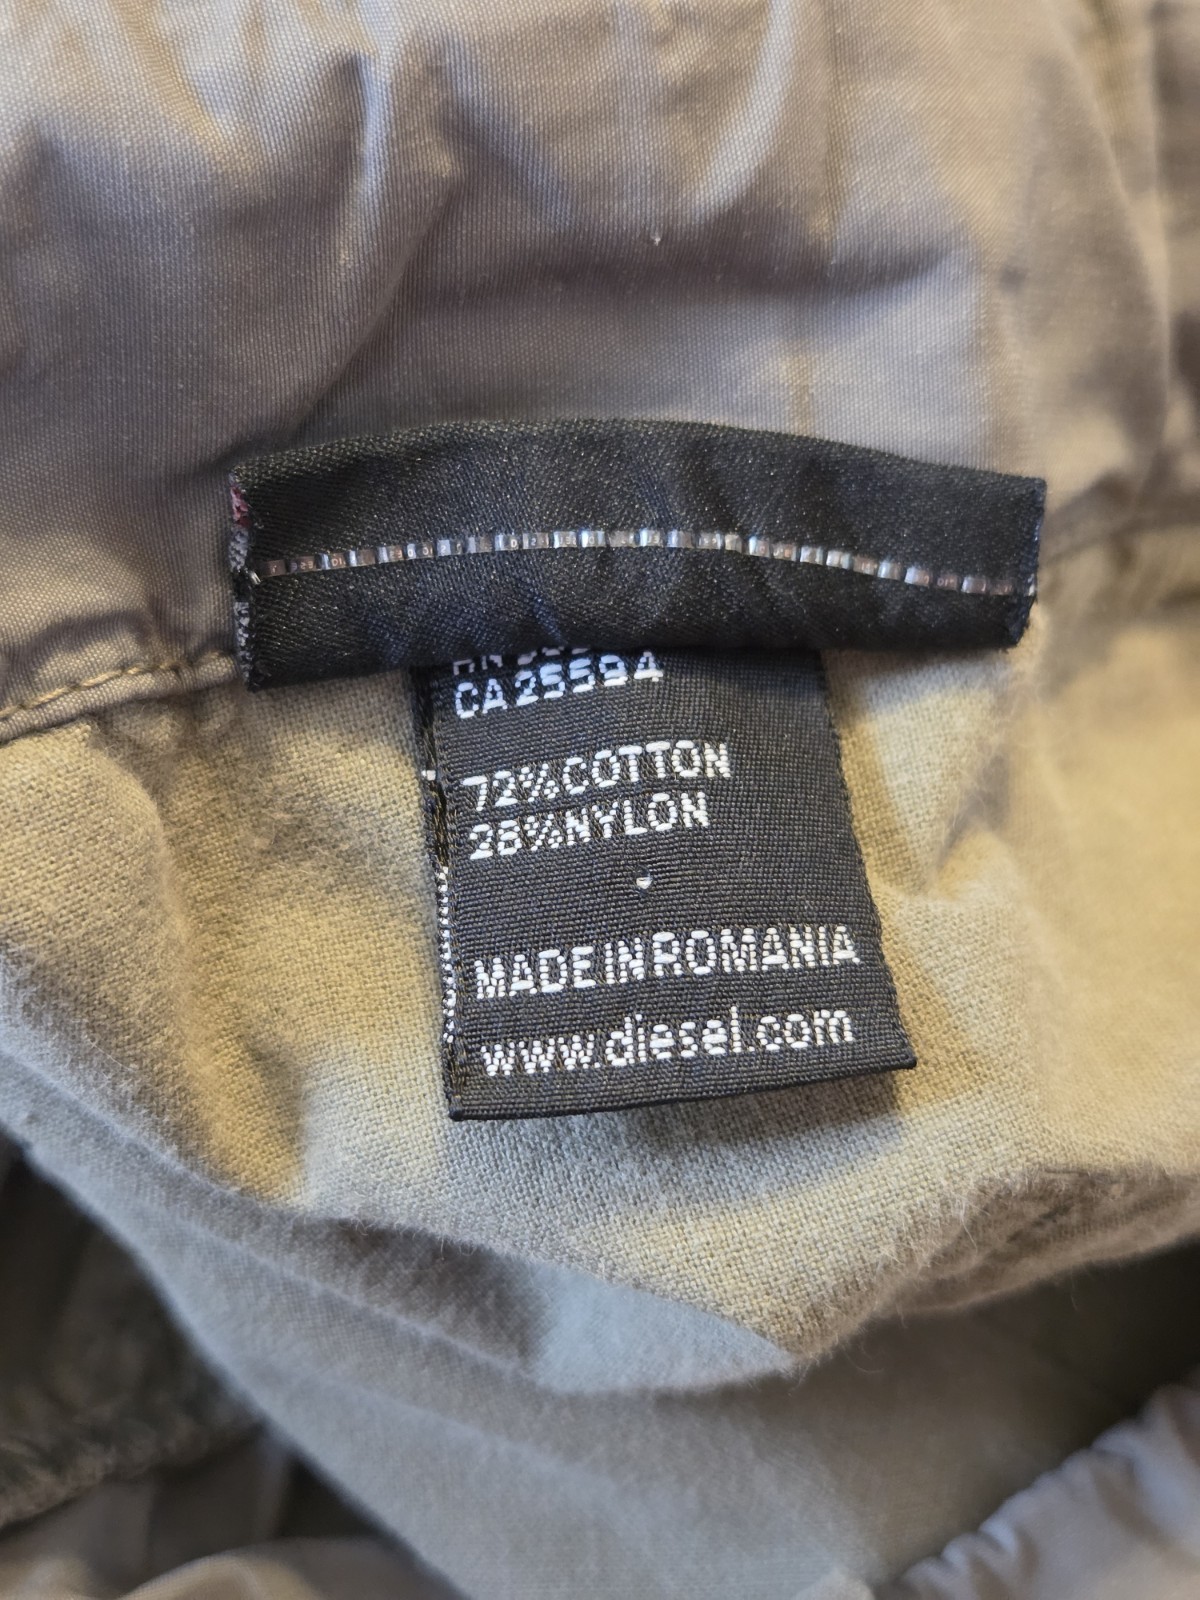 CA 25594
72% COTTON
28% NYLON
MADE IN ROMANIA
www.diesel.com